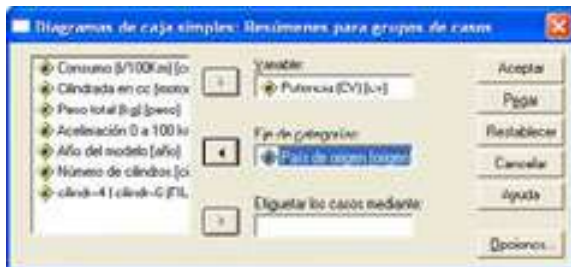 Diagramas de caja simples: Resúmenes para grupos de casos
Consumo (l/100Km) [co
Cilindrada en cc [motor
Peso total (kg) [peso]
Aceleración 0 a 100 km
Año del modelo [año]
Número de cilindros [ci
cilindr=4 | cilindr=6 (FIL
Variable:
Potencia (CV) [cv]
Eje de categorías:
País de origen [origen]
Etiquetar los casos mediante:
Aceptar
Pegar
Restablecer
Cancelar
Ayuda
Opciones...